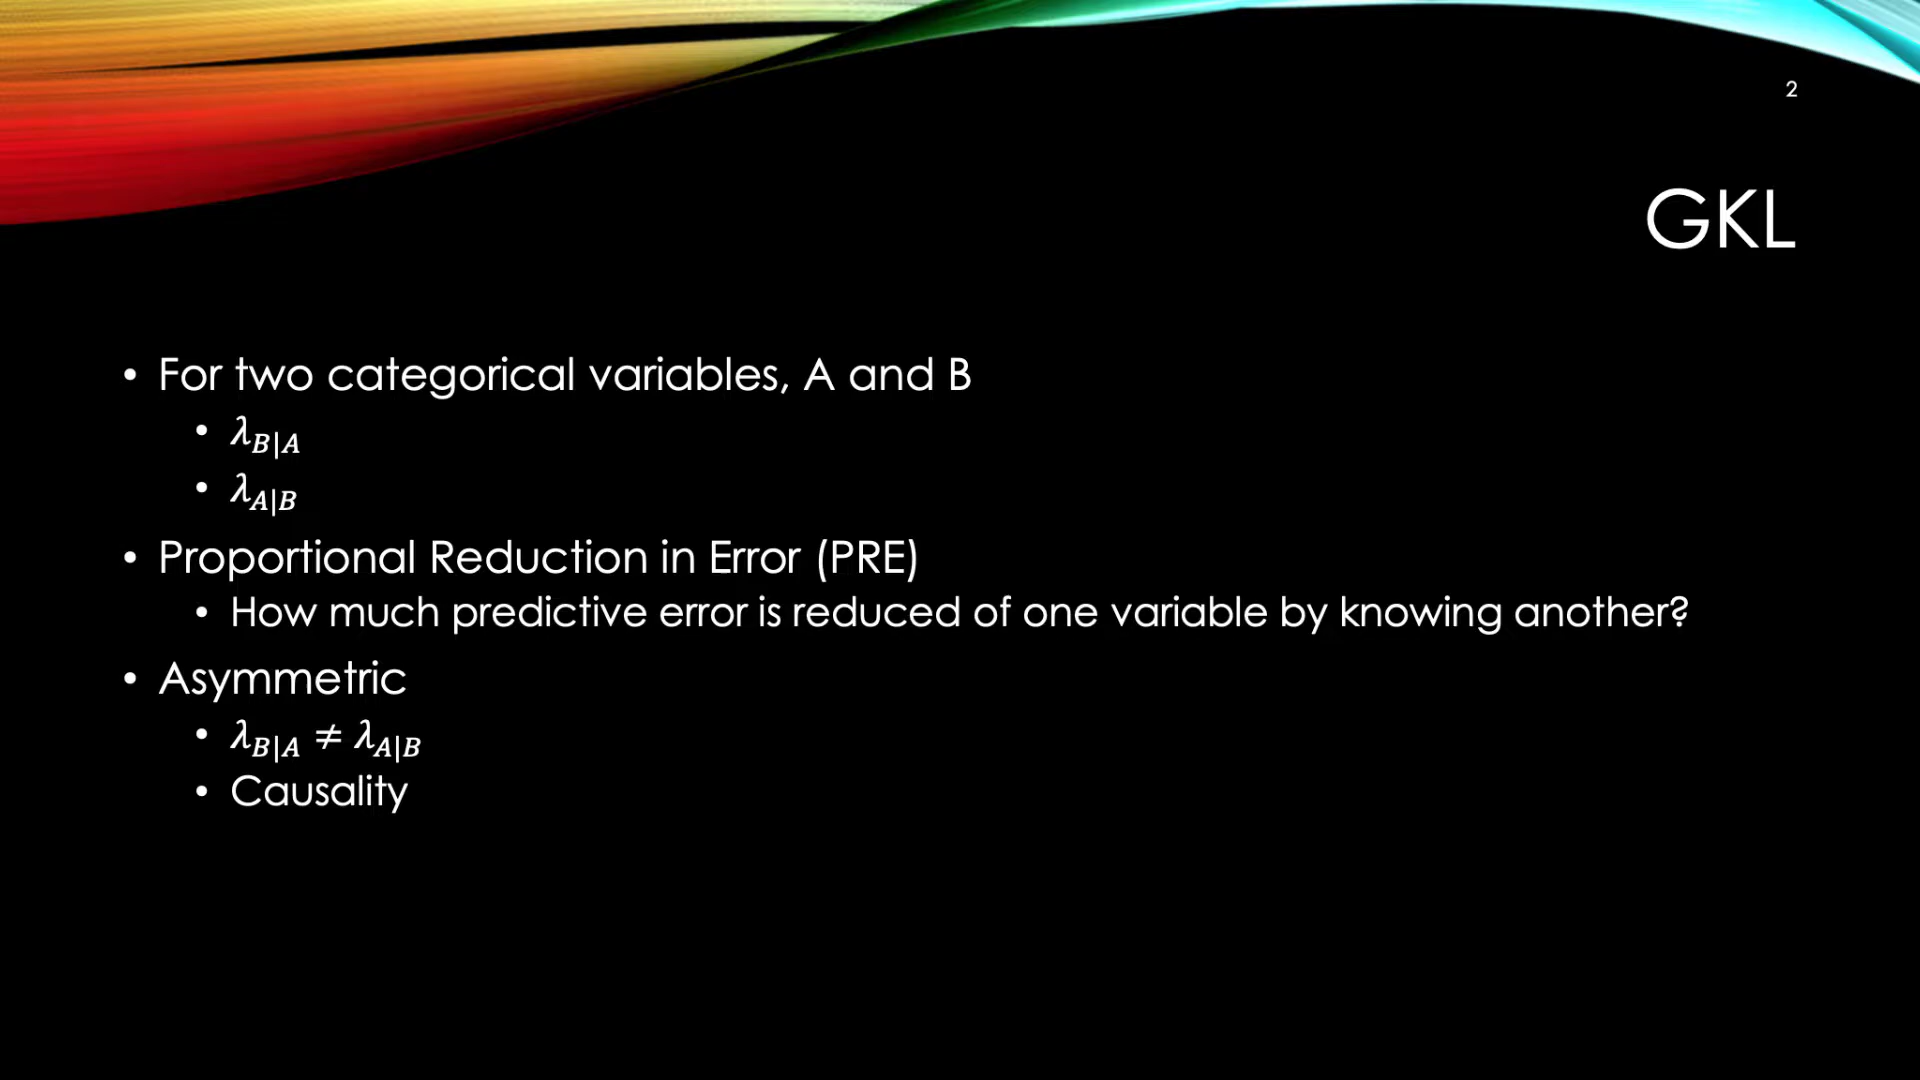 2
GKL
• For two categorical variables, A and B
• λ_{B|A}
• λ_{A|B}
• Proportional Reduction in Error (PRE)
• How much predictive error is reduced of one variable by knowing another?
• Asymmetric
• λ_{B|A} ≠ λ_{A|B}
• Causality